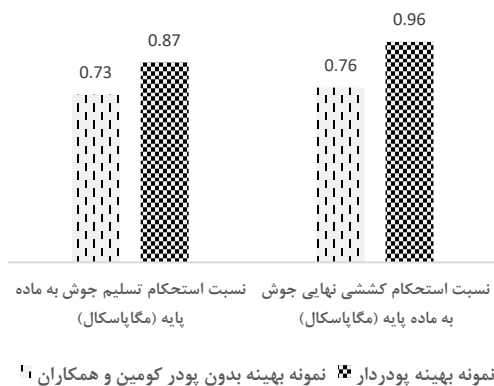 0.96
0.87
0.76
0.73
نسبت استحکام کششی نهایی جوش
به ماده پایه (مگاپاسکال)
نسبت استحکام تسلیم جوش به ماده
پایه (مگاپاسکال)
نمونه بهینه پودردار نمونه بهینه بدون پودر کومین و همکاران